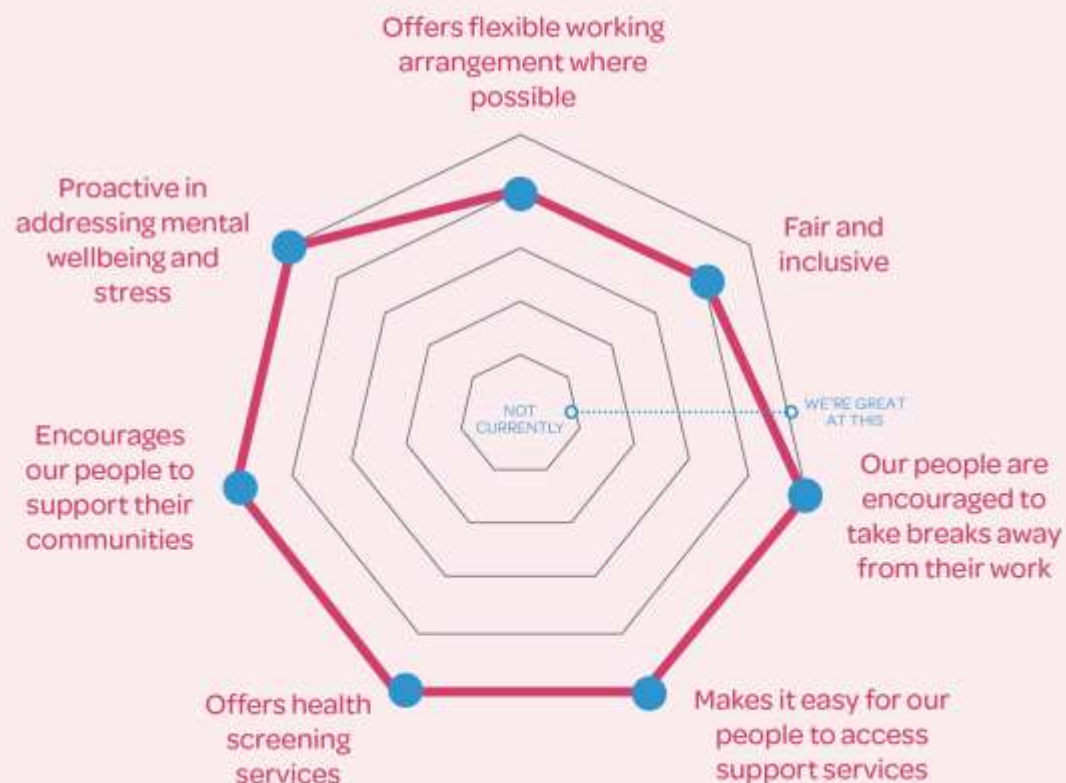 Offers flexible working
arrangement where
possible
Proactive in
addressing mental
wellbeing and
stress
Fair and
inclusive
NOT
CURRENTLY
WE'RE GREAT
AT THIS
Encourages
our people to
support their
communities
Our people are
encouraged to
take breaks away
from their work
Offers health
screening
services
Makes it easy for our
people to access
support services